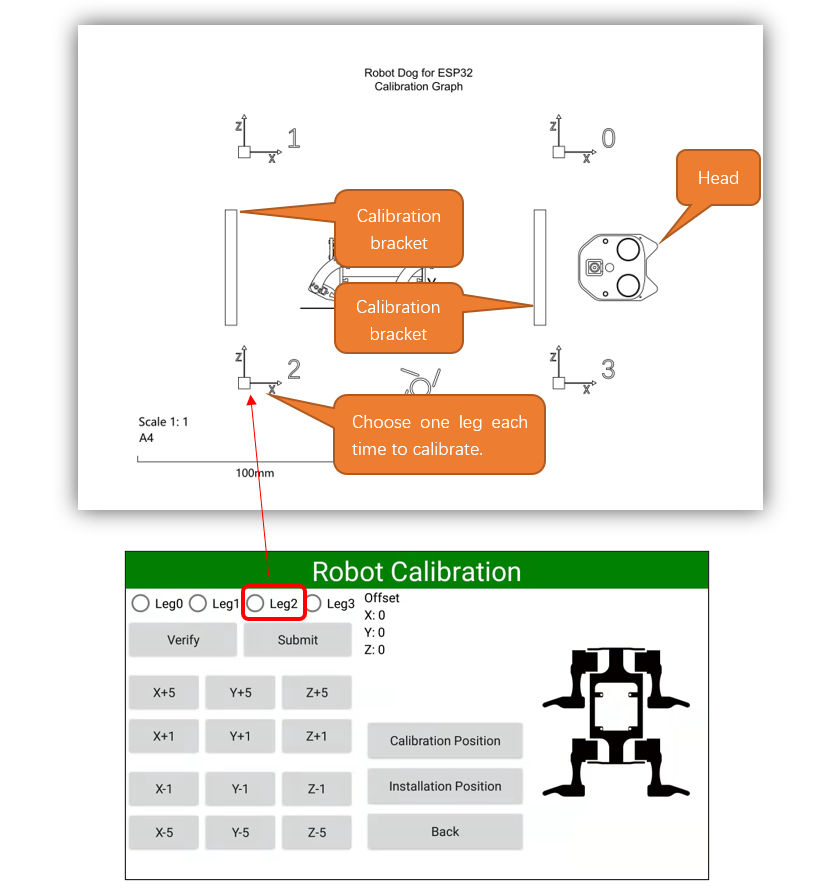 Robot Dog for ESP32
Calibration Graph
Z
X
1
Z
X
0
Head
Calibration
bracket
Calibration
bracket
Z
X
2
Z
X
3
Choose one leg each
time to calibrate.
Scale 1: 1
A4
100mm
Robot Calibration
Leg0 Leg1 Leg2 Leg3
Offset
X: 0
Y: 0
Z: 0
Verify Submit
X+5 Y+5 Z+5
X+1 Y+1 Z+1
X-1 Y-1 Z-1
X-5 Y-5 Z-5
Calibration Position
Installation Position
Back